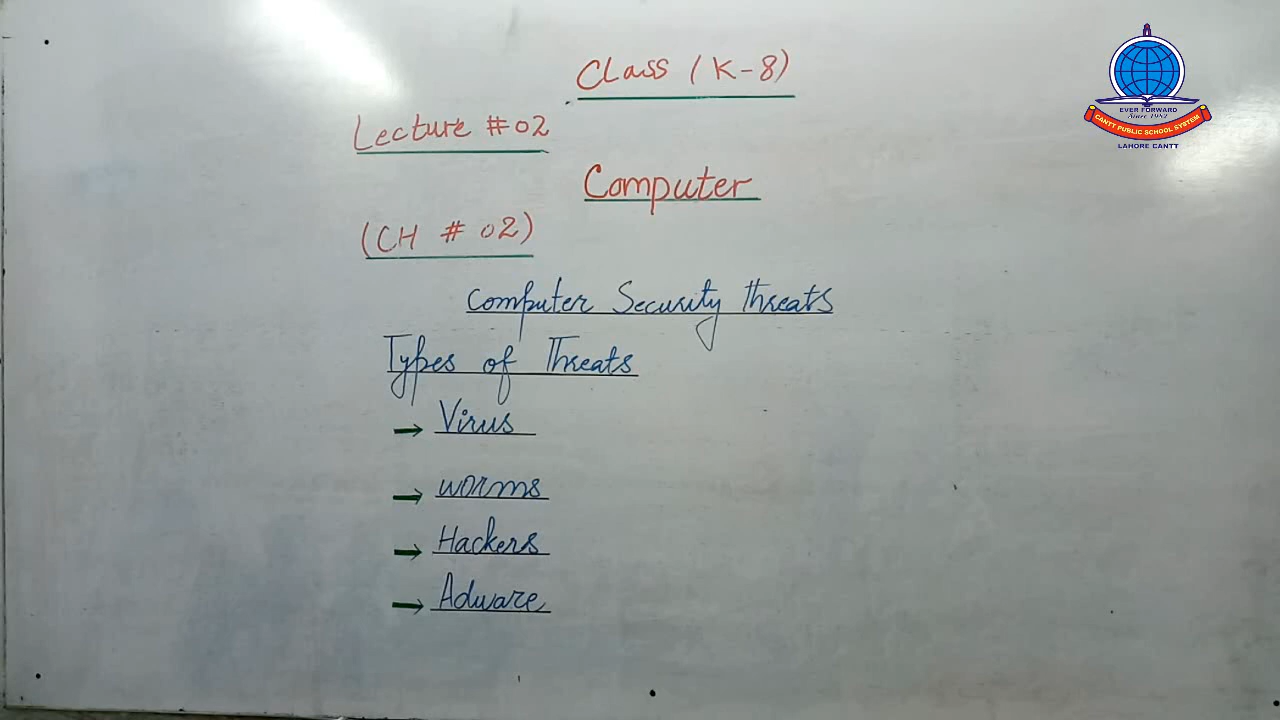 Class (K-8)
Lecture #02
Computer
(CH # 02)
Computer Security threats
Types of Threats
→ Virus
→ worms
→ Hackers
→ Adware
EVER FORWARD
Since 1982
CANTT PUBLIC SCHOOL SYSTEM
LAHORE CANTT